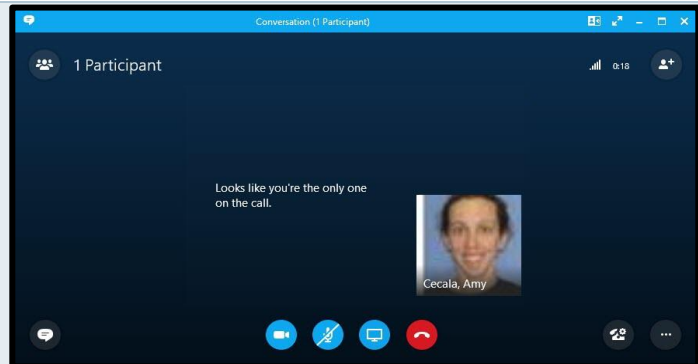 Conversation (1 Participant)
1 Participant
0:18
Looks like you're the only one
on the call.
Cecala, Amy